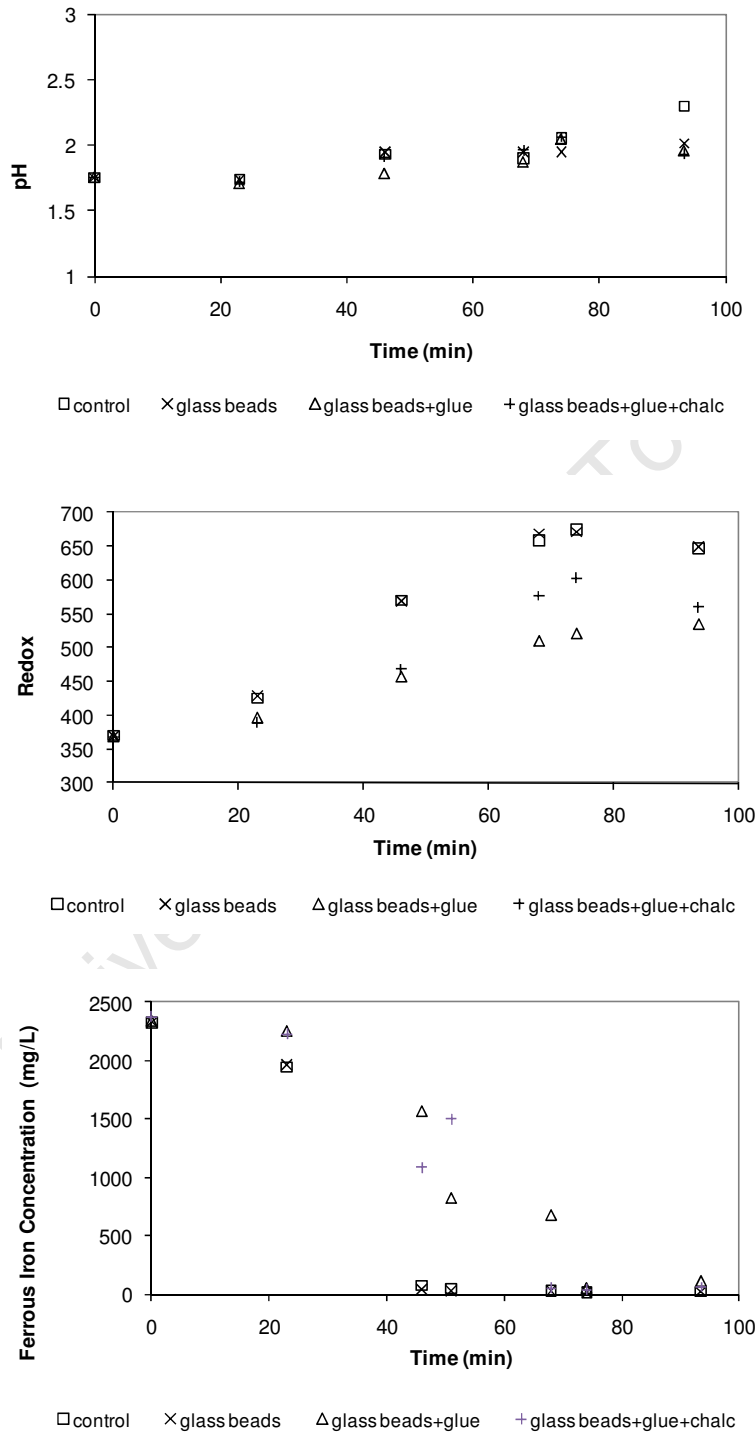 3
2.5
2
1.5
1
pH
0 20 40 60 80 100
Time (min)
control glass beads glass beads+glue glass beads+glue+chalc
700
650
600
550
500
450
400
350
300
Redox
0 20 40 60 80 100
Time (min)
control glass beads glass beads+glue glass beads+glue+chalc
2500
2000
1500
1000
500
0
Ferrous Iron Concentration (mg/L)
0 20 40 60 80 100
Time (min)
control glass beads glass beads+glue glass beads+glue+chalc